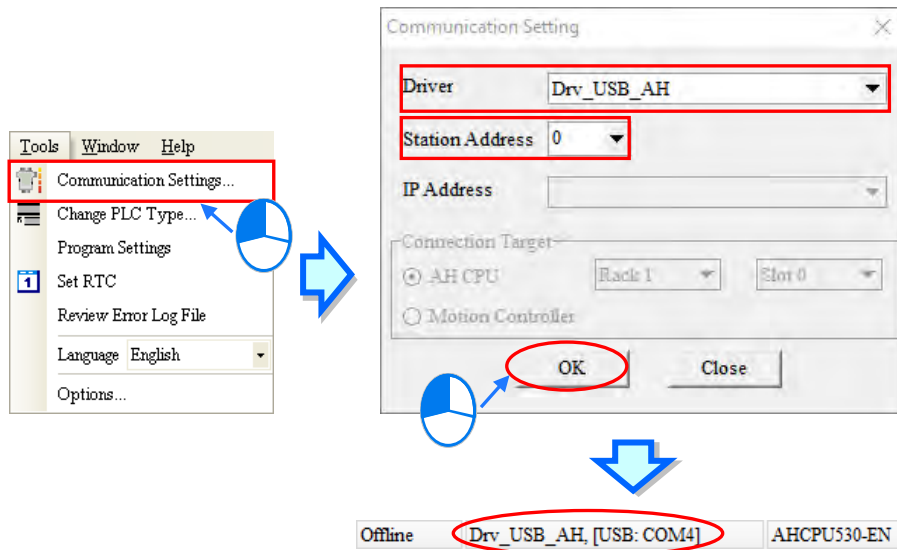 Tools Window Help
Communication Settings...
Change PLC Type...
Program Settings
1 Set RTC
Review Error Log File
Language English
Options...
Communication Setting
Driver Drv_USB_AH
Station Address 0
IP Address
Connection Target
AH CPU Rack 1 Slot 0
Motion Controller
OK Close
Offline Drv_USB_AH, [USB: COM4] AHCPU530-EN